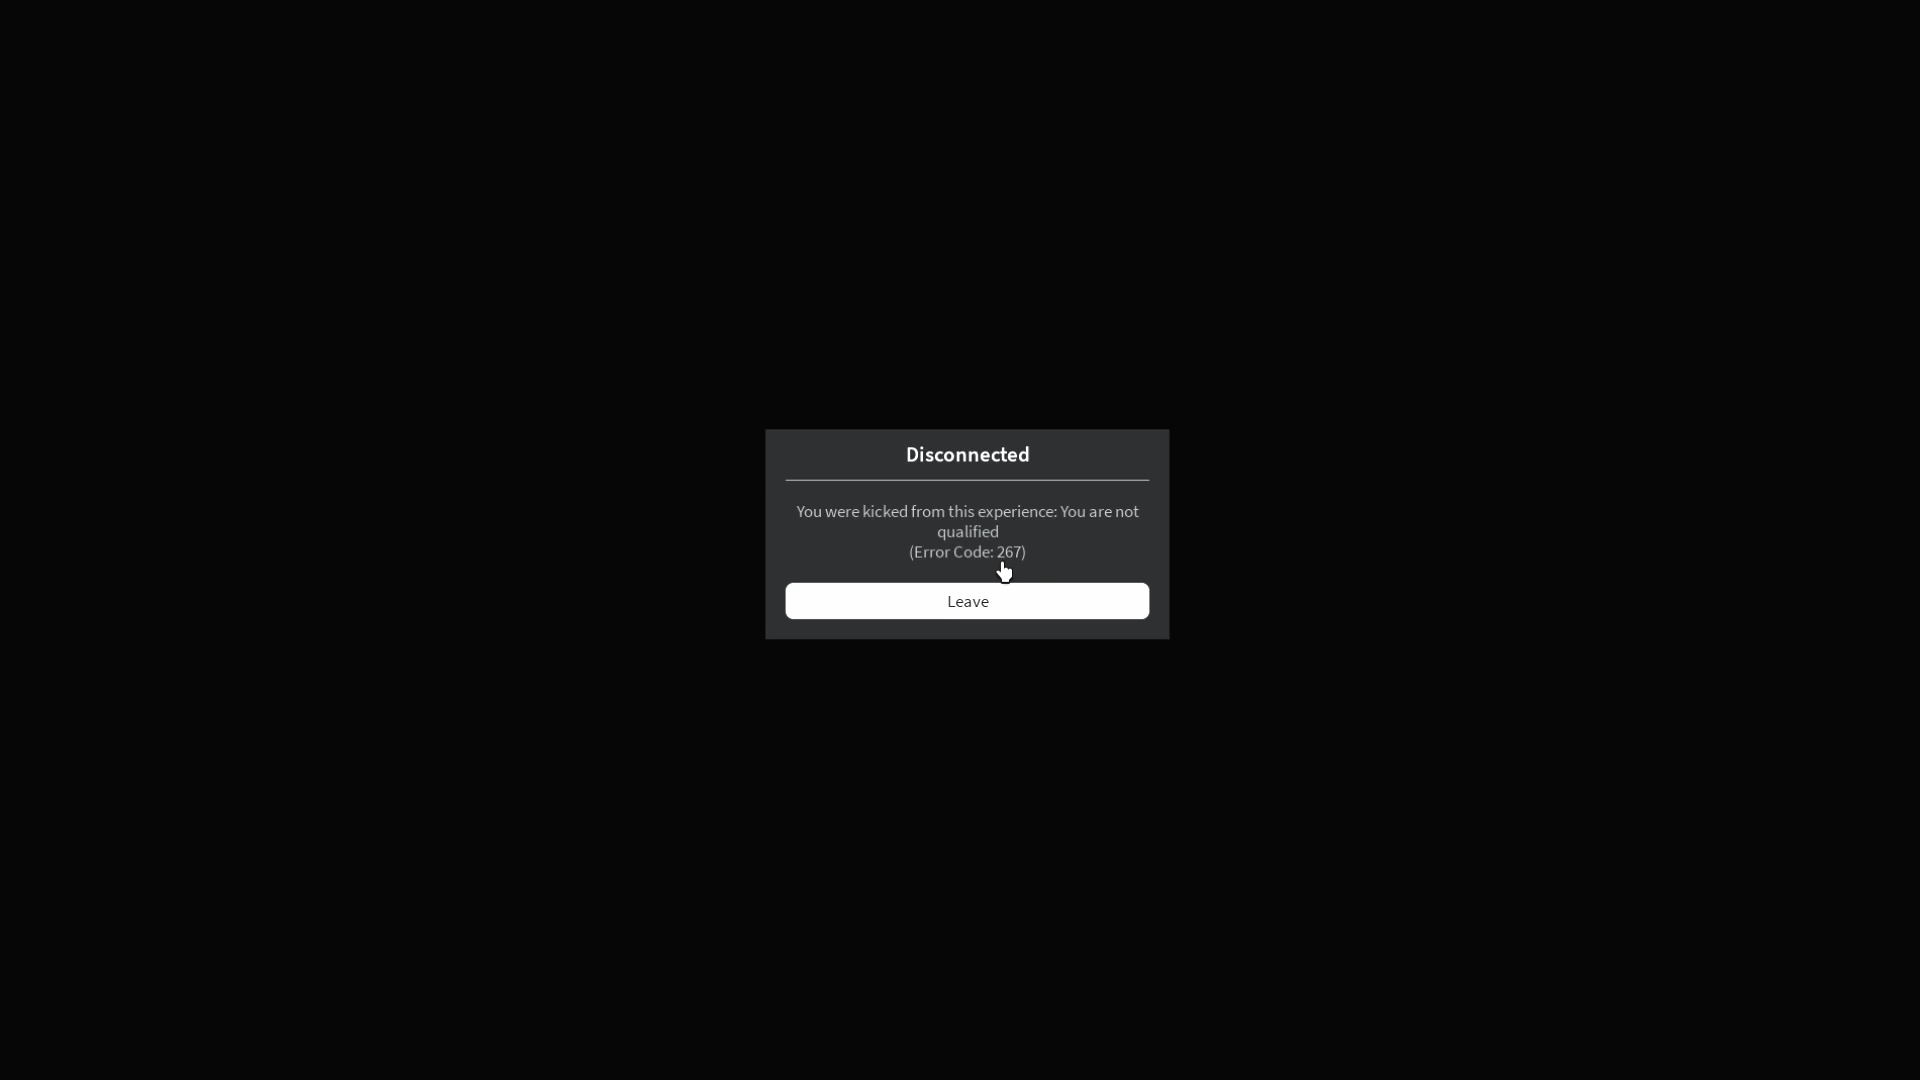 Disconnected
You were kicked from this experience: You are not
qualified
(Error Code: 267)
Leave